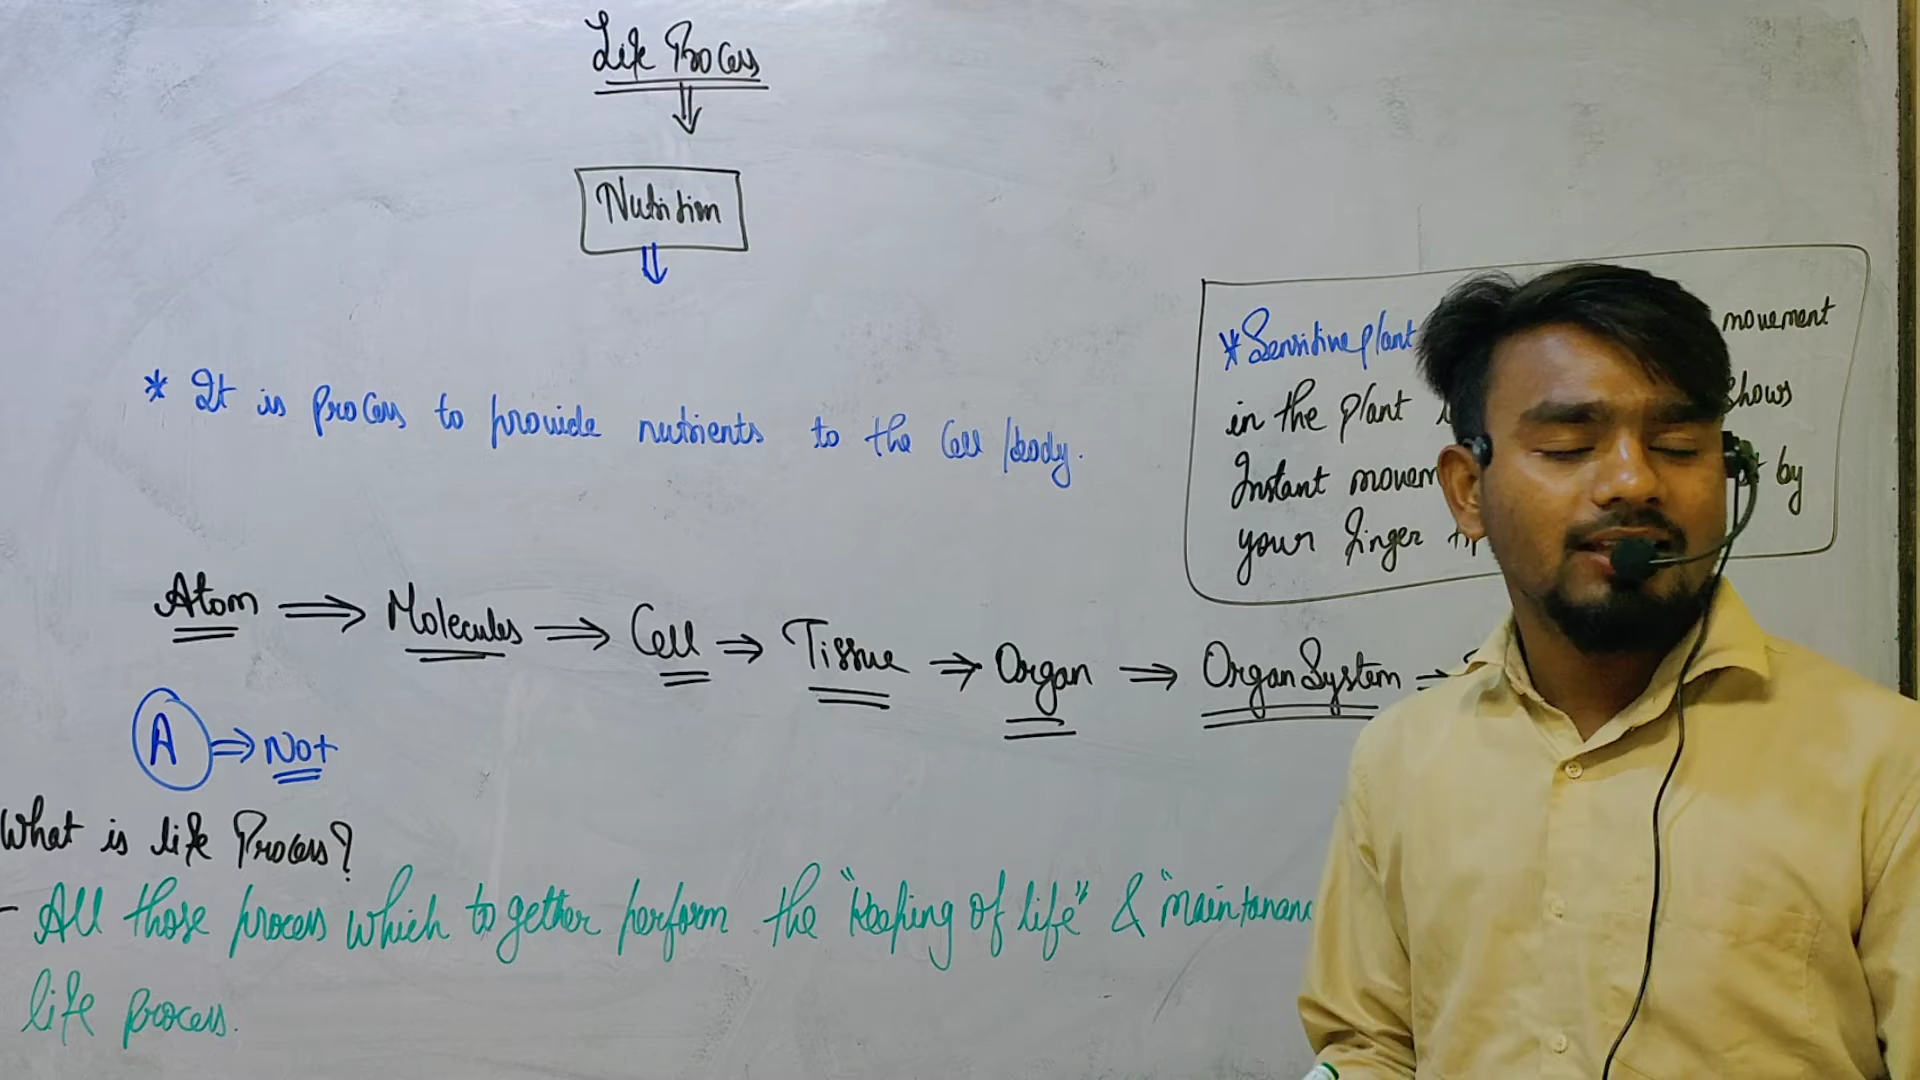 Life Process
Nutrition
* It is process to provide nutrients to the Cell/body.
*Sensitive plant movement
in the plant shows
Instant movem by
your finger tip
Atom ⇒ Molecules ⇒ Cell ⇒ Tissue ⇒ Organ ⇒ Organ System ⇒
A ⇒ Not
What is life Process?
- All those process which together perform the "keeping of life" & "maintanan
life process.